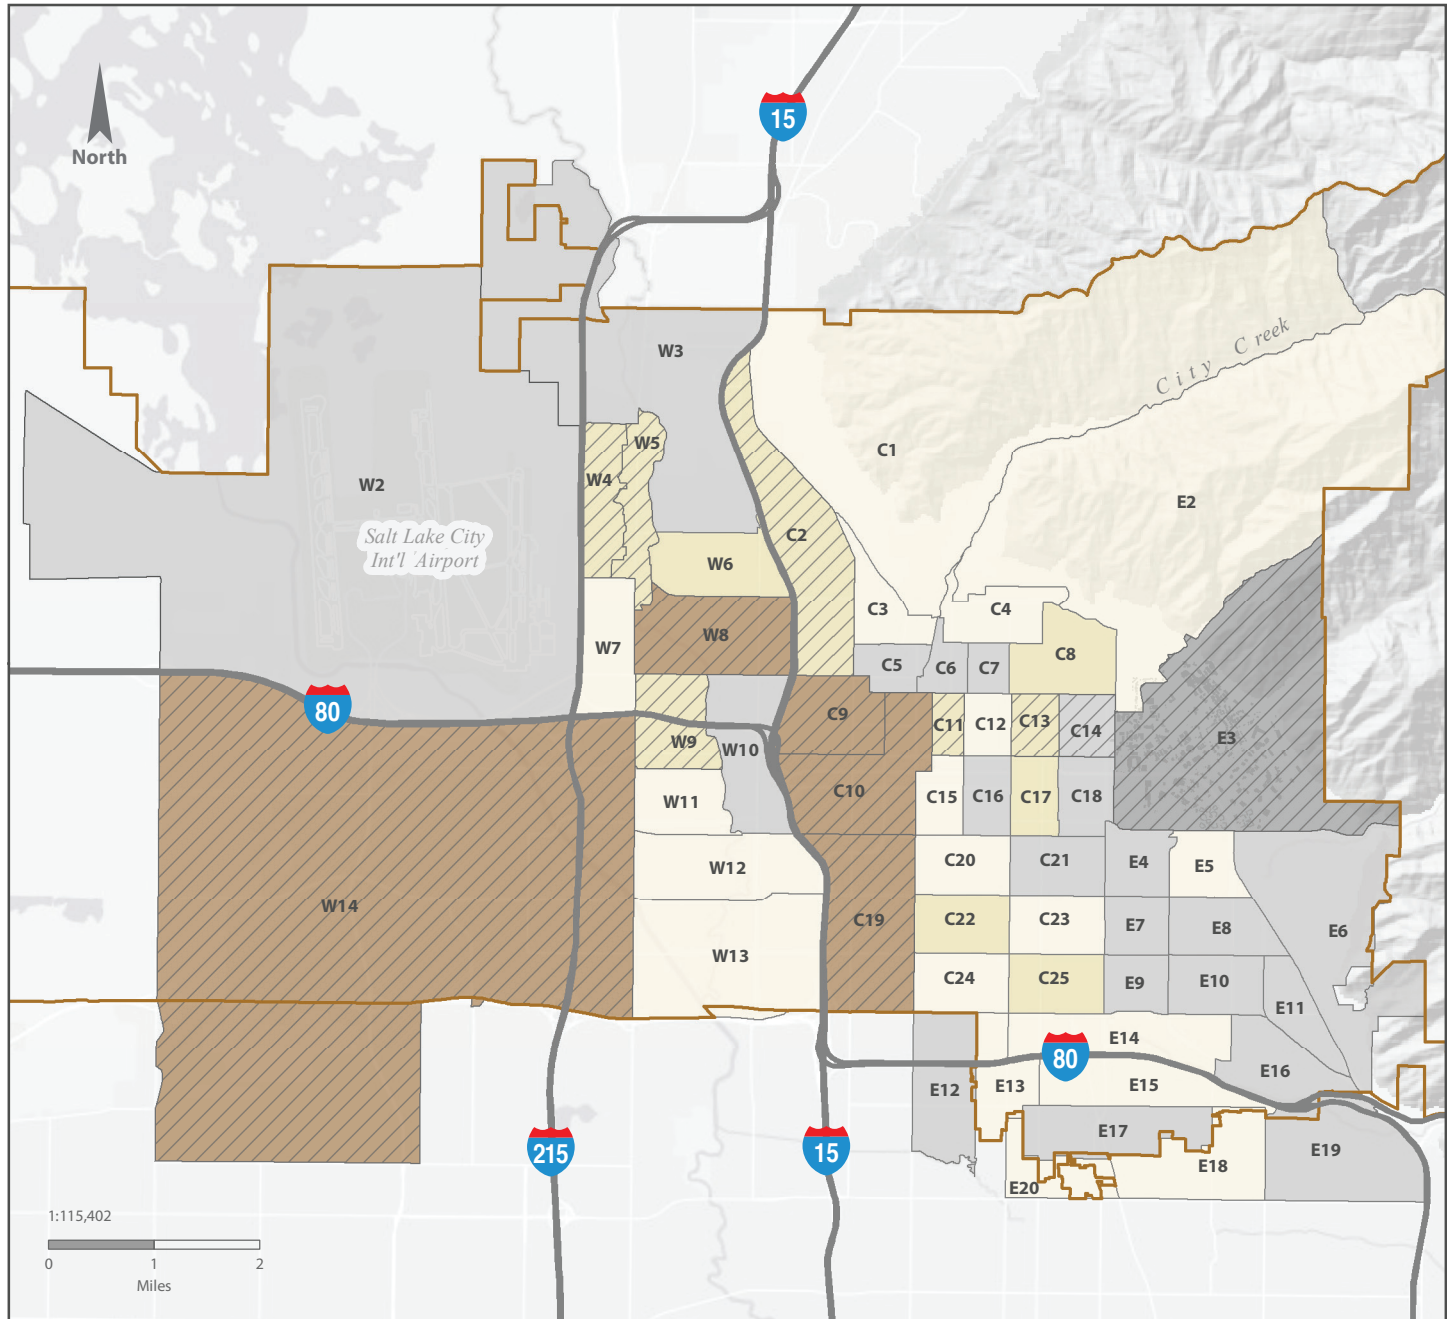 15
North
W3
City Creek
W5
C1
W4
W2
E2
C2
Salt Lake City
Int'l Airport
W6
C3
C4
W8
W7
C8
C5
C6
C7
80
C9
C11
C12
C13
C14
E3
W9
W10
C10
C15
C16
C17
C18
W11
W12
C20
C21
E4
E5
W14
C19
C22
C23
E7
E8
E6
W13
C24
C25
E9
E10
E11
E14
80
E12
E13
E15
E16
215
15
E17
E19
E18
E20
1:115,402
0 1 2
Miles